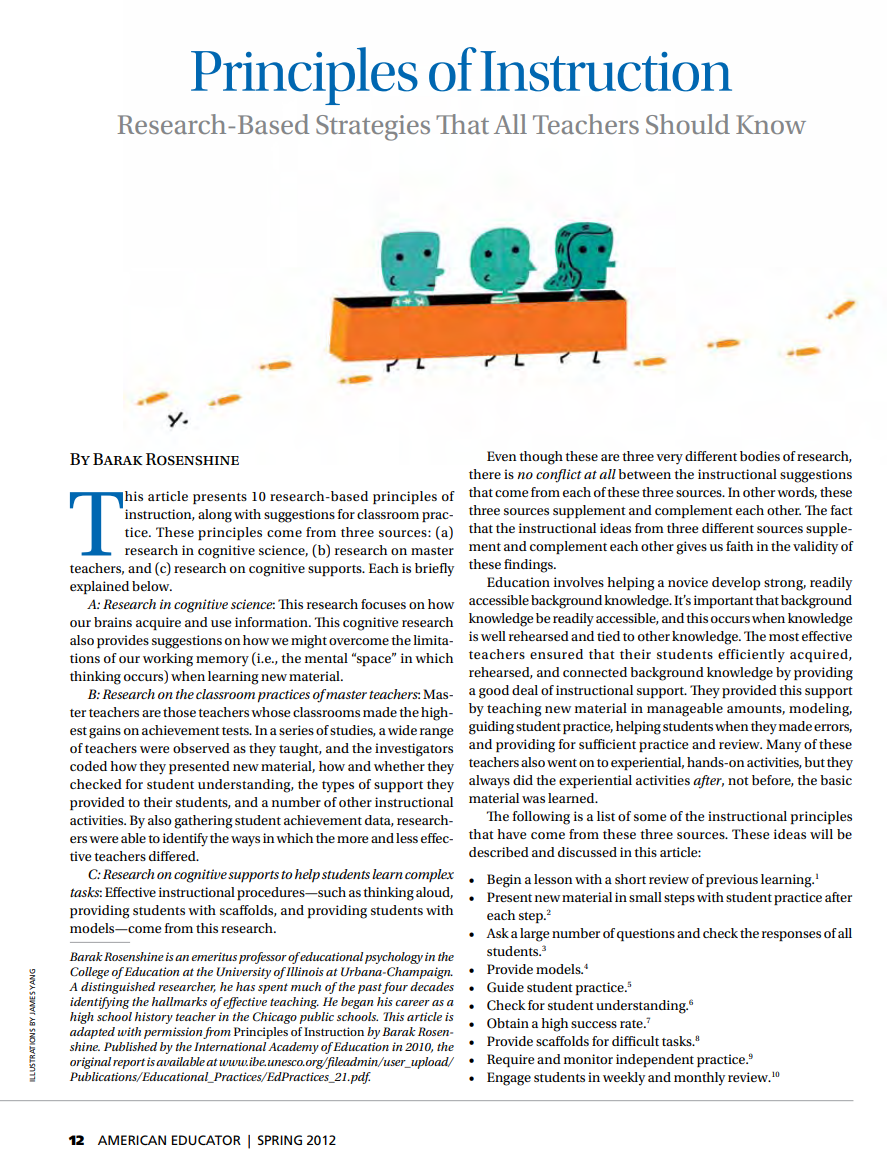 Principles of Instruction
Research-Based Strategies That All Teachers Should Know
Y.
BY BARAK ROSENSHINE
This article presents 10 research-based principles of
instruction, along with suggestions for classroom prac-
tice. These principles come from three sources: (a)
research in cognitive science, (b) research on master
teachers, and (c) research on cognitive supports. Each is briefly
explained below.
A: Research in cognitive science: This research focuses on how
our brains acquire and use information. This cognitive research
also provides suggestions on how we might overcome the limita-
tions of our working memory (i.e., the mental “space” in which
thinking occurs) when learning new material.
B: Research on the classroom practices of master teachers: Mas-
ter teachers are those teachers whose classrooms made the high-
est gains on achievement tests. In a series of studies, a wide range
of teachers were observed as they taught, and the investigators
coded how they presented new material, how and whether they
checked for student understanding, the types of support they
provided to their students, and a number of other instructional
activities. By also gathering student achievement data, research-
ers were able to identify the ways in which the more and less effec-
tive teachers differed.
C: Research on cognitive supports to help students learn complex
tasks: Effective instructional procedures—such as thinking aloud,
providing students with scaffolds, and providing students with
models—come from this research.
Barak Rosenshine is an emeritus professor of educational psychology in the
College of Education at the University of Illinois at Urbana-Champaign.
A distinguished researcher, he has spent much of the past four decades
identifying the hallmarks of effective teaching. He began his career as a
high school history teacher in the Chicago public schools. This article is
adapted with permission from Principles of Instruction by Barak Rosen-
shine. Published by the International Academy of Education in 2010, the
original report is available at www.ibe.unesco.org/fileadmin/user_upload/
Publications/Educational_Practices/EdPractices_21.pdf.
Even though these are three very different bodies of research,
there is no conflict at all between the instructional suggestions
that come from each of these three sources. In other words, these
three sources supplement and complement each other. The fact
that the instructional ideas from three different sources supple-
ment and complement each other gives us faith in the validity of
these findings.
Education involves helping a novice develop strong, readily
accessible background knowledge. It’s important that background
knowledge be readily accessible, and this occurs when knowledge
is well rehearsed and tied to other knowledge. The most effective
teachers ensured that their students efficiently acquired,
rehearsed, and connected background knowledge by providing
a good deal of instructional support. They provided this support
by teaching new material in manageable amounts, modeling,
guiding student practice, helping students when they made errors,
and providing for sufficient practice and review. Many of these
teachers also went on to experiential, hands-on activities, but they
always did the experiential activities after, not before, the basic
material was learned.
The following is a list of some of the instructional principles
that have come from these three sources. These ideas will be
described and discussed in this article:
• Begin a lesson with a short review of previous learning.¹
• Present new material in small steps with student practice after
each step.²
• Ask a large number of questions and check the responses of all
students.³
• Provide models.⁴
• Guide student practice.⁵
• Check for student understanding.⁶
• Obtain a high success rate.⁷
• Provide scaffolds for difficult tasks.⁸
• Require and monitor independent practice.⁹
• Engage students in weekly and monthly review.¹⁰
ILLUSTRATIONS BY JAMES YANG
12 AMERICAN EDUCATOR | SPRING 2012